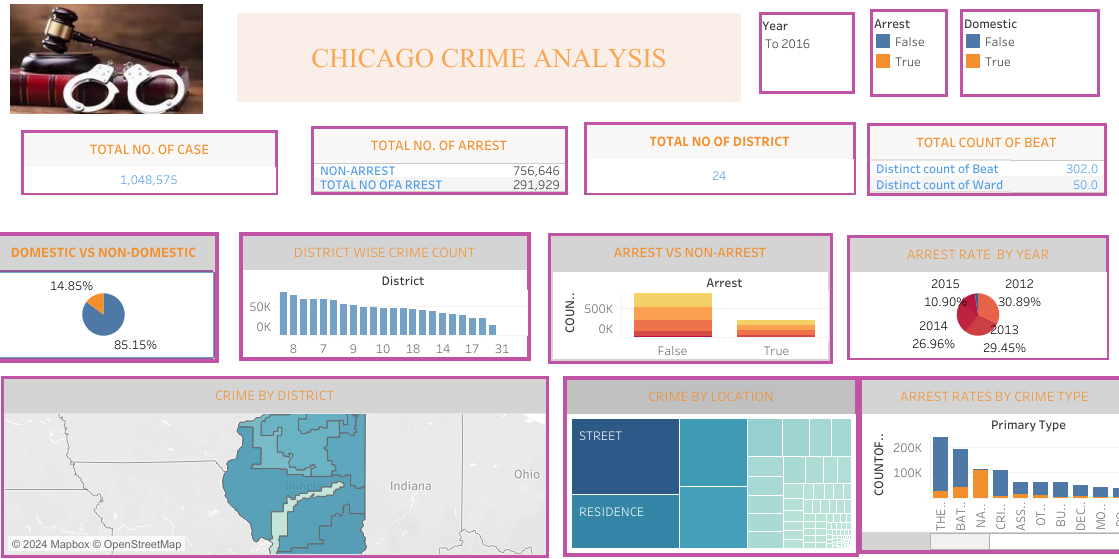 CHICAGO CRIME ANALYSIS
Year
To 2016
Arrest
False
True
Domestic
False
True
TOTAL NO. OF CASE
1,048,575
TOTAL NO. OF ARREST
NON-ARREST 756,646
TOTAL NO OFA RREST 291,929
TOTAL NO OF DISTRICT
24
TOTAL COUNT OF BEAT
Distinct count of Beat 302.0
Distinct count of Ward 50.0
DOMESTIC VS NON-DOMESTIC
14.85%
85.15%
DISTRICT WISE CRIME COUNT
District
50K
0K
8 7 9 10 18 14 17 31
ARREST VS NON-ARREST
Arrest
COUN..
500K
0K
False True
ARREST RATE BY YEAR
2015 2012
10.90% 30.89%
2014 2013
26.96% 29.45%
CRIME BY DISTRICT
Illinois
Indiana
Ohio
© 2024 Mapbox © OpenStreetMap
CRIME BY LOCATION
STREET
RESIDENCE
ARREST RATES BY CRIME TYPE
Primary Type
COUNTOF..
200K
100K
THE.. BAT.. NA.. CRI.. ASS.. OT.. BU.. DEC.. MO..